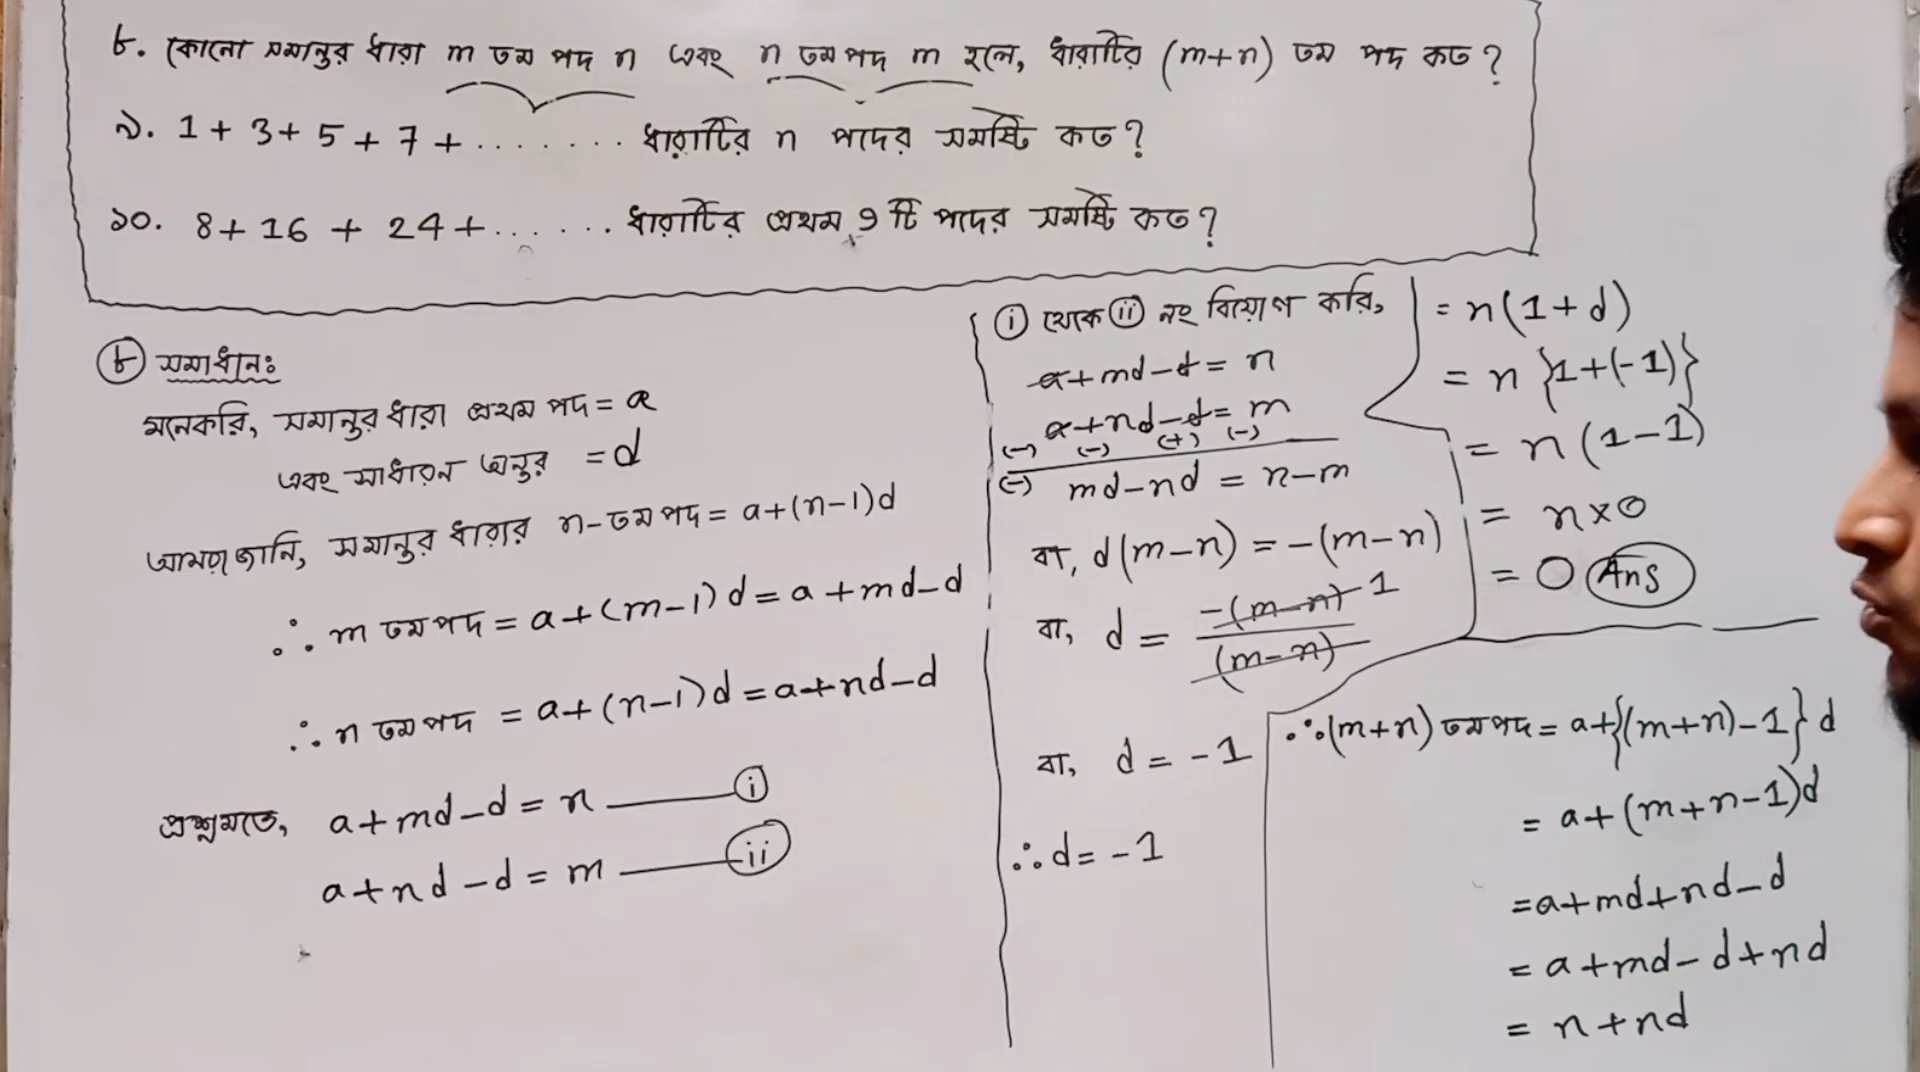 ৮. কোনো সমান্তর ধারা m তম পদ n এবং n তম পদ m হলে, ধারাটির (m+n) তম পদ কত?
৯. 1+ 3+ 5 + 7 + ........ ধারাটির n পদের সমষ্টি কত?
১০. 8+ 16 + 24 +....... ধারাটির প্রথম 9 টি পদের সমষ্টি কত?
৮ সমাধানঃ
মনেকরি, সমান্তর ধারা প্রথম পদ = a
এবং সাধারন অন্তর = d
আমরা জানি, সমান্তর ধারার n-তম পদ = a+(n-1)d
∴ m তম পদ = a+(m-1)d = a+md-d
∴ n তম পদ = a+(n-1)d = a+nd-d
প্রশ্নমতে, a+md-d = n ——— (i)
a+nd-d = m ——— (ii)
(i) থেকে (ii) নং বিয়োগ করি,
a+md-d = n
a+nd-d = m
(-) (-) (+) (-)
(-) md-nd = n-m
বা, d(m-n) = -(m-n)
বা, d = -(m-n) 1
(m-n)
বা, d = -1
∴ d = -1
∴ (m+n) তম পদ = a+{(m+n)-1}d
= a+(m+n-1)d
= a+md+nd-d
= a+md-d+nd
= n+nd
= n(1+d)
= n{1+(-1)}
= n(1-1)
= n×0
= 0 Ans